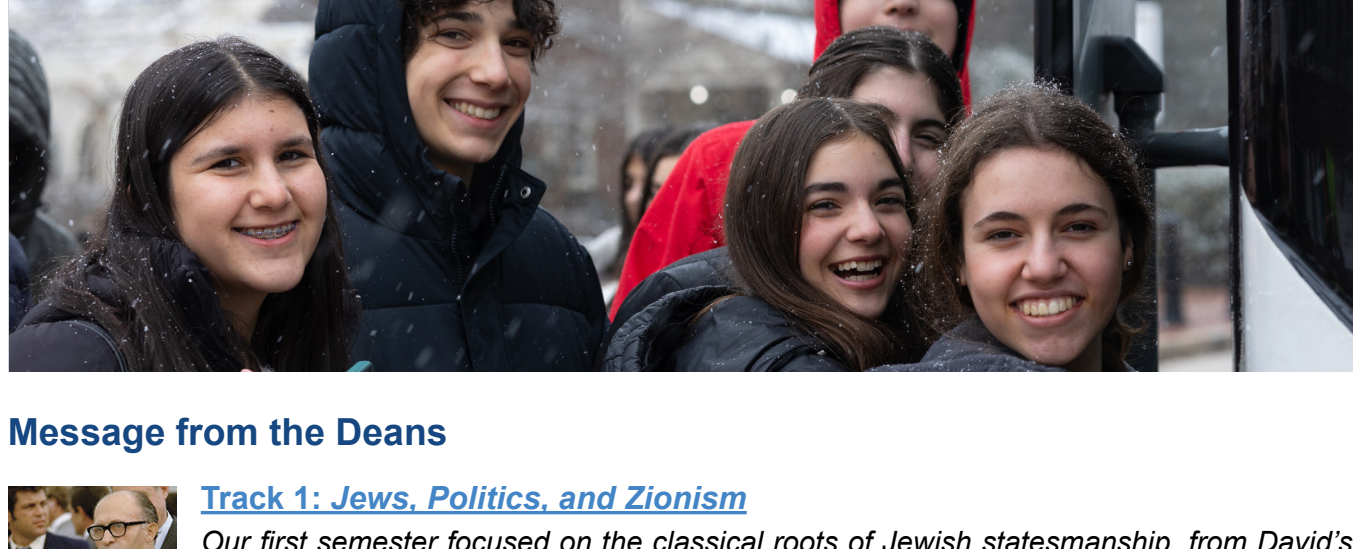 Message from the Deans
Track 1: Jews, Politics, and Zionism
Our first semester focused on the classical roots of Jewish statesmanship, from David's